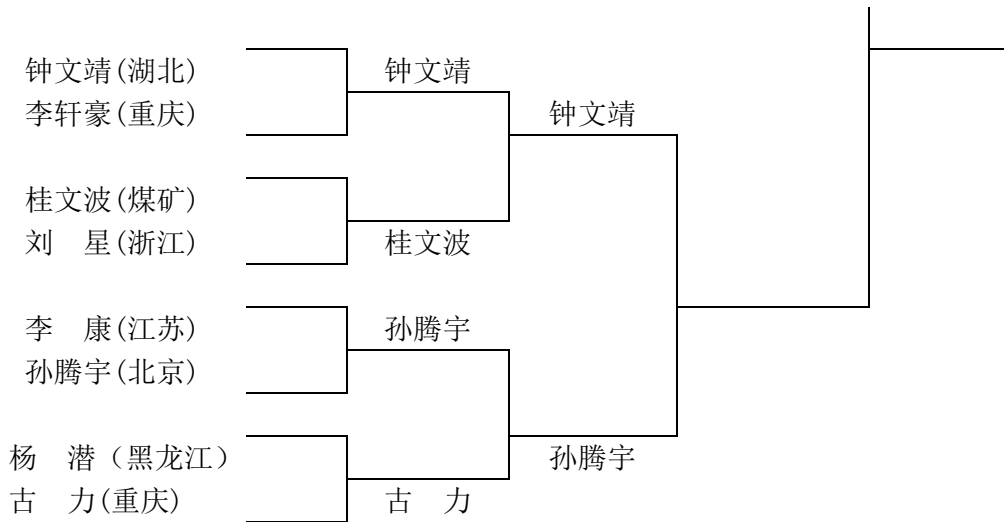 钟文靖(湖北)
李轩豪(重庆)
钟文靖
钟文靖
桂文波(煤矿)
刘　星(浙江)
桂文波
李　康(江苏)
孙腾宇(北京)
孙腾宇
杨　潜（黑龙江）
古　力(重庆)
古　力
孙腾宇